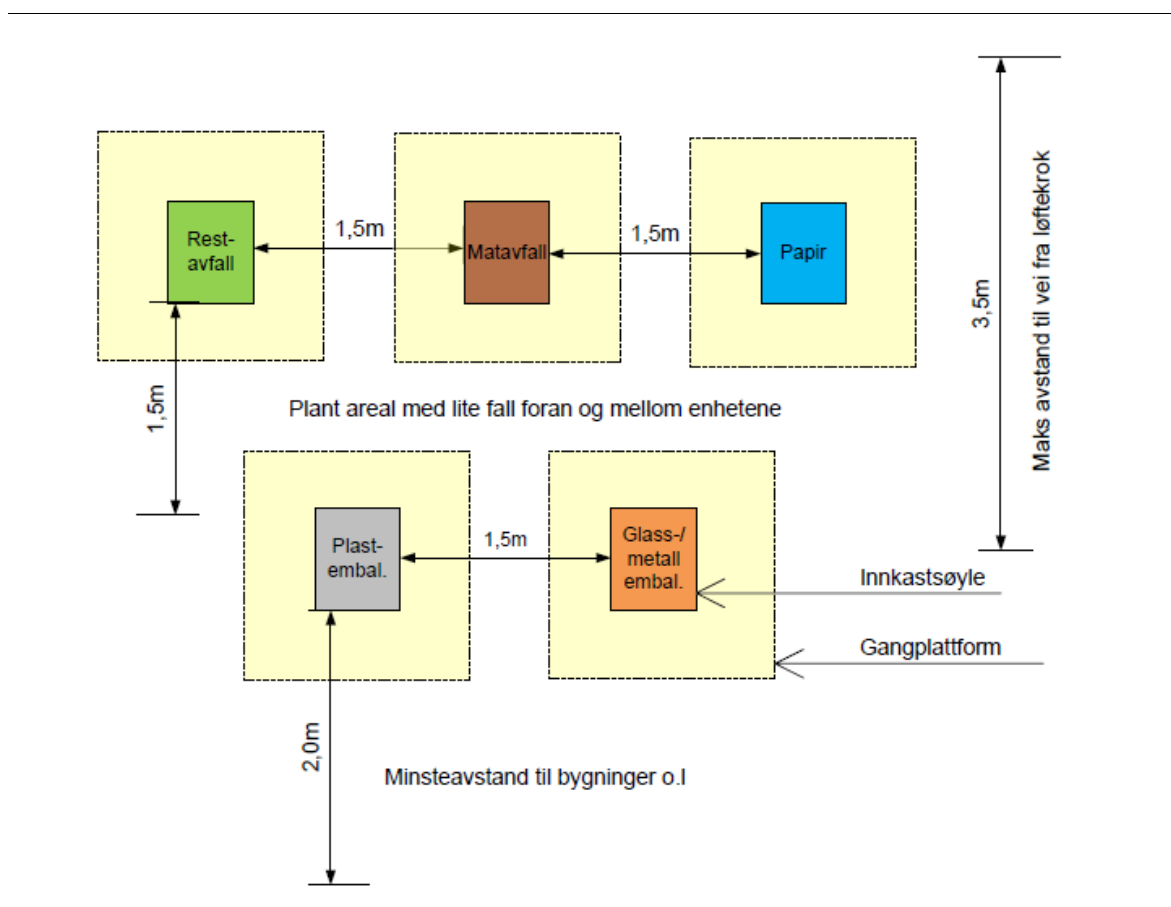 Rest-
avfall
1,5m
Matavfall
1,5m
Papir
3,5m
Maks avstand til vei fra løftekrok
1,5m
Plant areal med lite fall foran og mellom enhetene
Plast-
embal.
1,5m
Glass-/
metall
embal.
Innkastsøyle
Gangplattform
2,0m
Minsteavstand til bygninger o.l